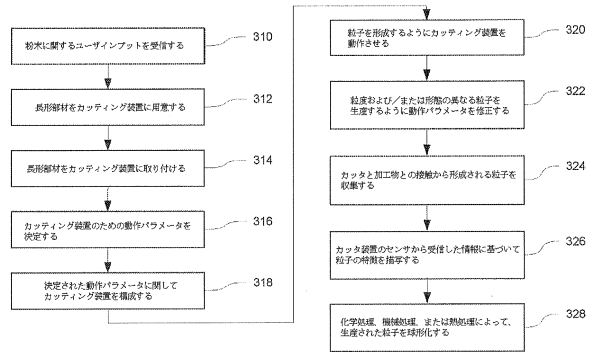 粉末に関するユーザインプットを受信する
310
長形部材をカッティング装置に用意する
312
長形部材をカッティング装置に取り付ける
314
カッティング装置のための動作パラメータを
決定する
316
決定された動作パラメータに関して
カッティング装置を構成する
318
粒子を形成するようにカッティング装置を
動作させる
320
粒度および/または形態の異なる粒子を
生産するように動作パラメータを修正する
322
カッタと加工物との接触から形成される粒子を
収集する
324
カッタ装置のセンサから受信した情報に基づいて
粒子の特徴を描写する
326
化学処理、機械処理、または熱処理によって、
生産された粒子を球形化する
328